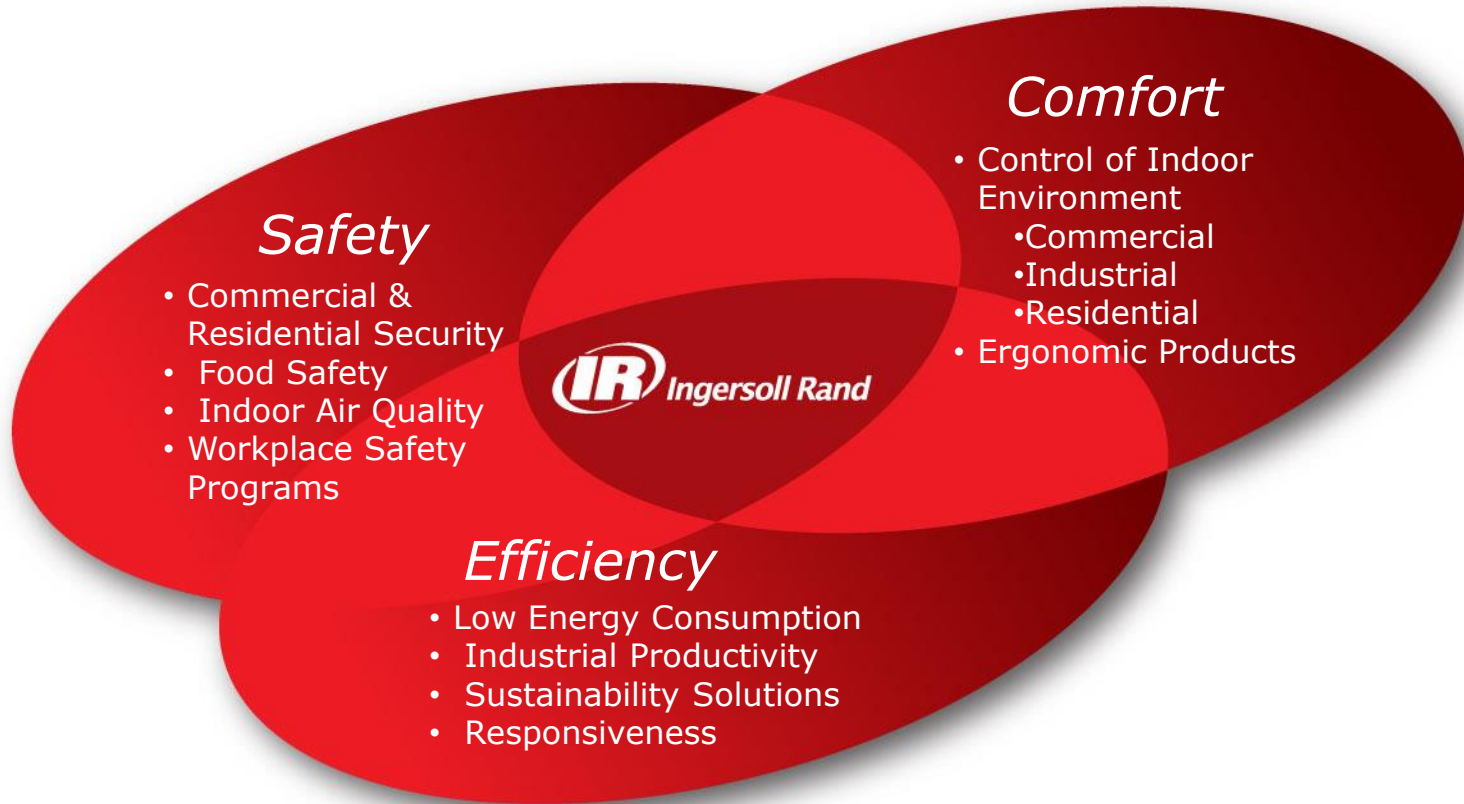 Comfort
• Control of Indoor
Environment
•Commercial
•Industrial
•Residential
• Ergonomic Products
Safety
• Commercial &
Residential Security
• Food Safety
• Indoor Air Quality
• Workplace Safety
Programs
IR Ingersoll Rand
Efficiency
• Low Energy Consumption
• Industrial Productivity
• Sustainability Solutions
• Responsiveness